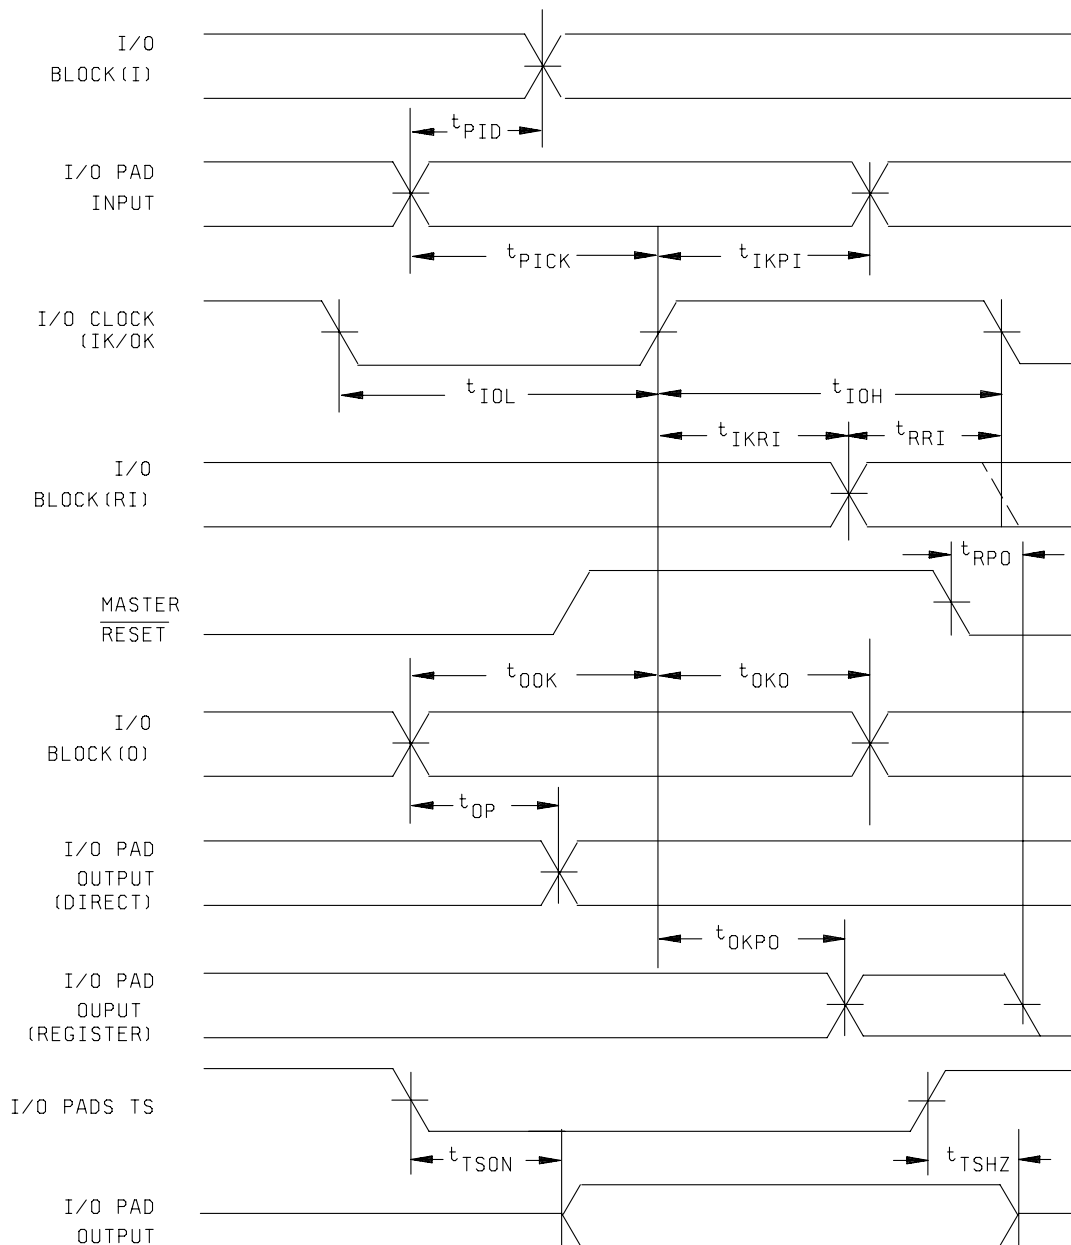 I/O
BLOCK(I)
tPID
I/O PAD
INPUT
tPICK
tIKPI
I/O CLOCK
(IK/OK
tIOL
tIOH
tIKRI
tRRI
I/O
BLOCK(RI)
tRPO
MASTER
RESET
tOOK
tOKO
I/O
BLOCK(O)
tOP
I/O PAD
OUTPUT
(DIRECT)
tOKPO
I/O PAD
OUPUT
(REGISTER)
I/O PADS TS
tTSON
tTSHZ
I/O PAD
OUTPUT